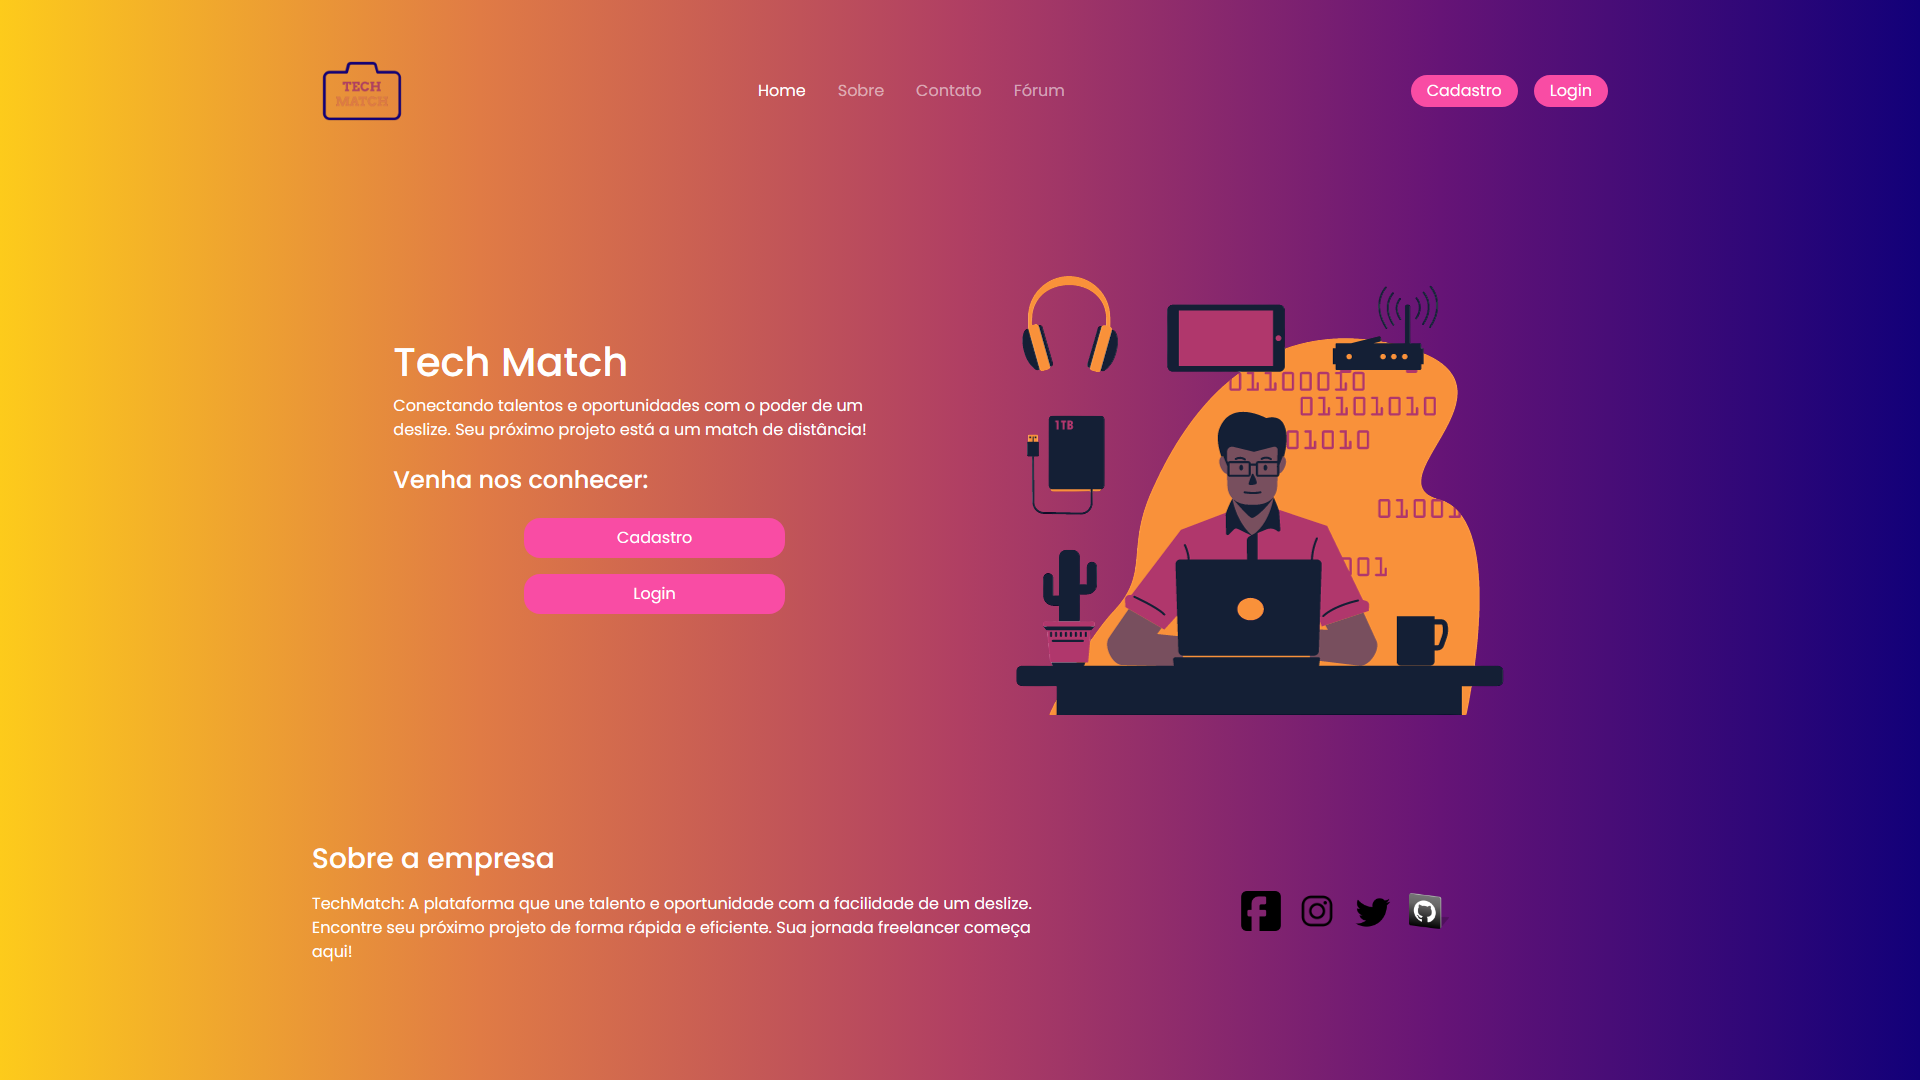 TECH
MATCH
Home
Sobre
Contato
Fórum
Cadastro
Login
Tech Match
Conectando talentos e oportunidades com o poder de um
deslize. Seu próximo projeto está a um match de distância!
Venha nos conhecer:
Cadastro
Login
01100010
01101010
01010
1TB
01001
001
Sobre a empresa
TechMatch: A plataforma que une talento e oportunidade com a facilidade de um deslize.
Encontre seu próximo projeto de forma rápida e eficiente. Sua jornada freelancer começa
aqui!